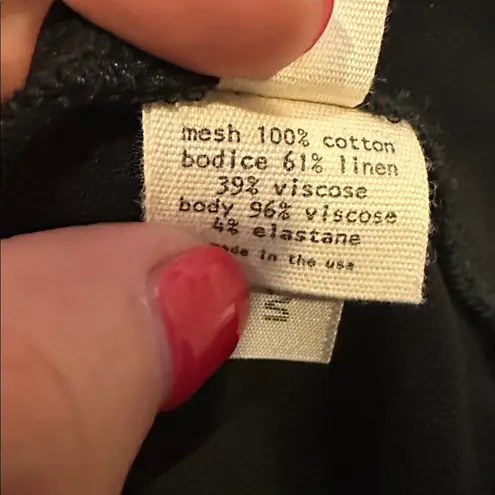 mesh 100% cotton
bodice 61% linen
39% viscose
body 96% viscose
4% elastane
made in the usa